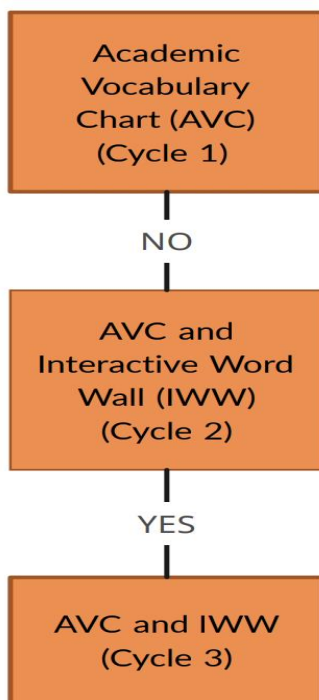 Academic
Vocabulary
Chart (AVC)
(Cycle 1)
NO
AVC and
Interactive Word
Wall (IWW)
(Cycle 2)
YES
AVC and IWW
(Cycle 3)